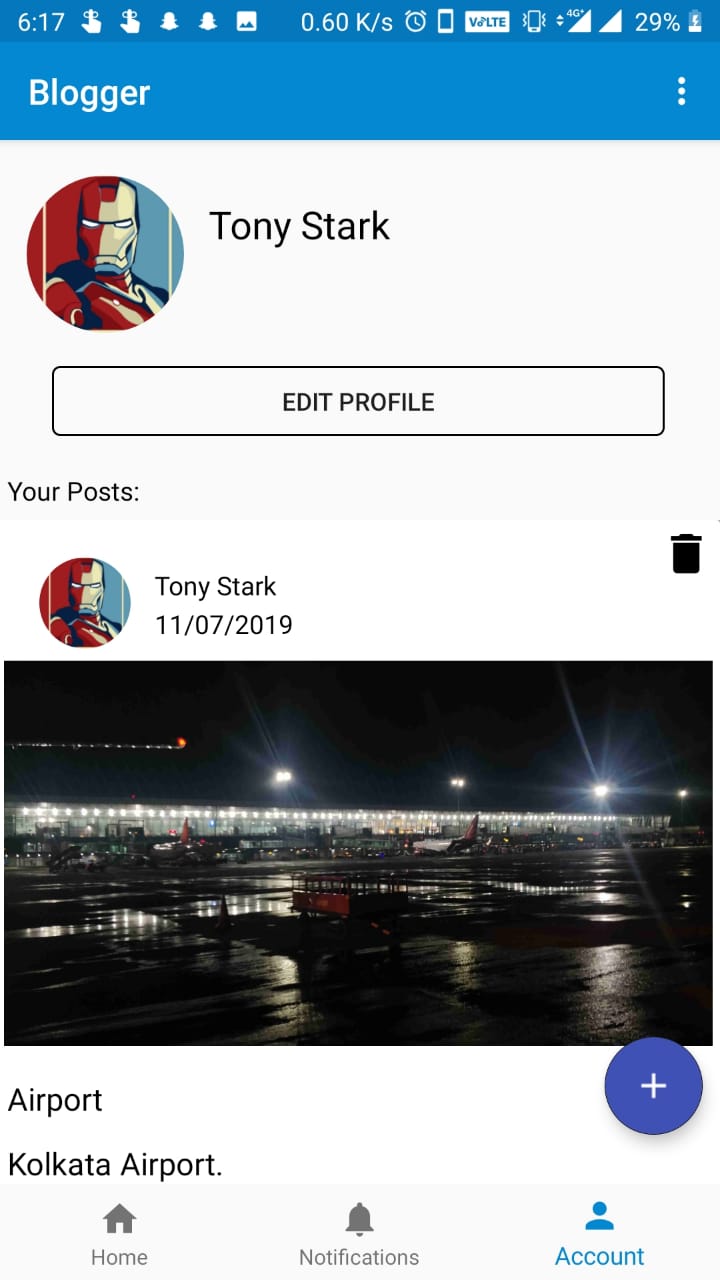 6:17 0.60 K/s VoLTE 4G+ 29%
Blogger
Tony Stark
EDIT PROFILE
Your Posts:
Tony Stark
11/07/2019
Airport
Kolkata Airport.
Home Notifications Account